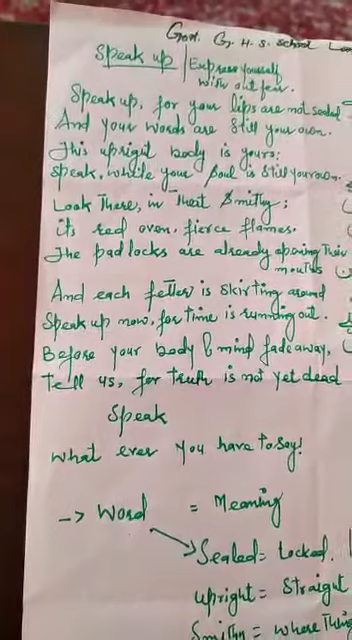 Govt. G. H. S. School
Speak up / Express yourself
with out fear.
Speak up, for your lips are not sealed
And your words are still your own.
This upright body is yours;
Speak, while your soul is still your own.
Look There, in That Smithy;
its red oven, fierce flames.
The pad locks are already opening Their
mouths
And each fetter is skirting around
Speak up now, for time is running out.
Before your body & mind fade away,
Tell us, for truth is not yet dead
Speak
what ever you have to say!
-> Word = Meaning
Sealed = Locked.
upright = Straight
Smithy = where